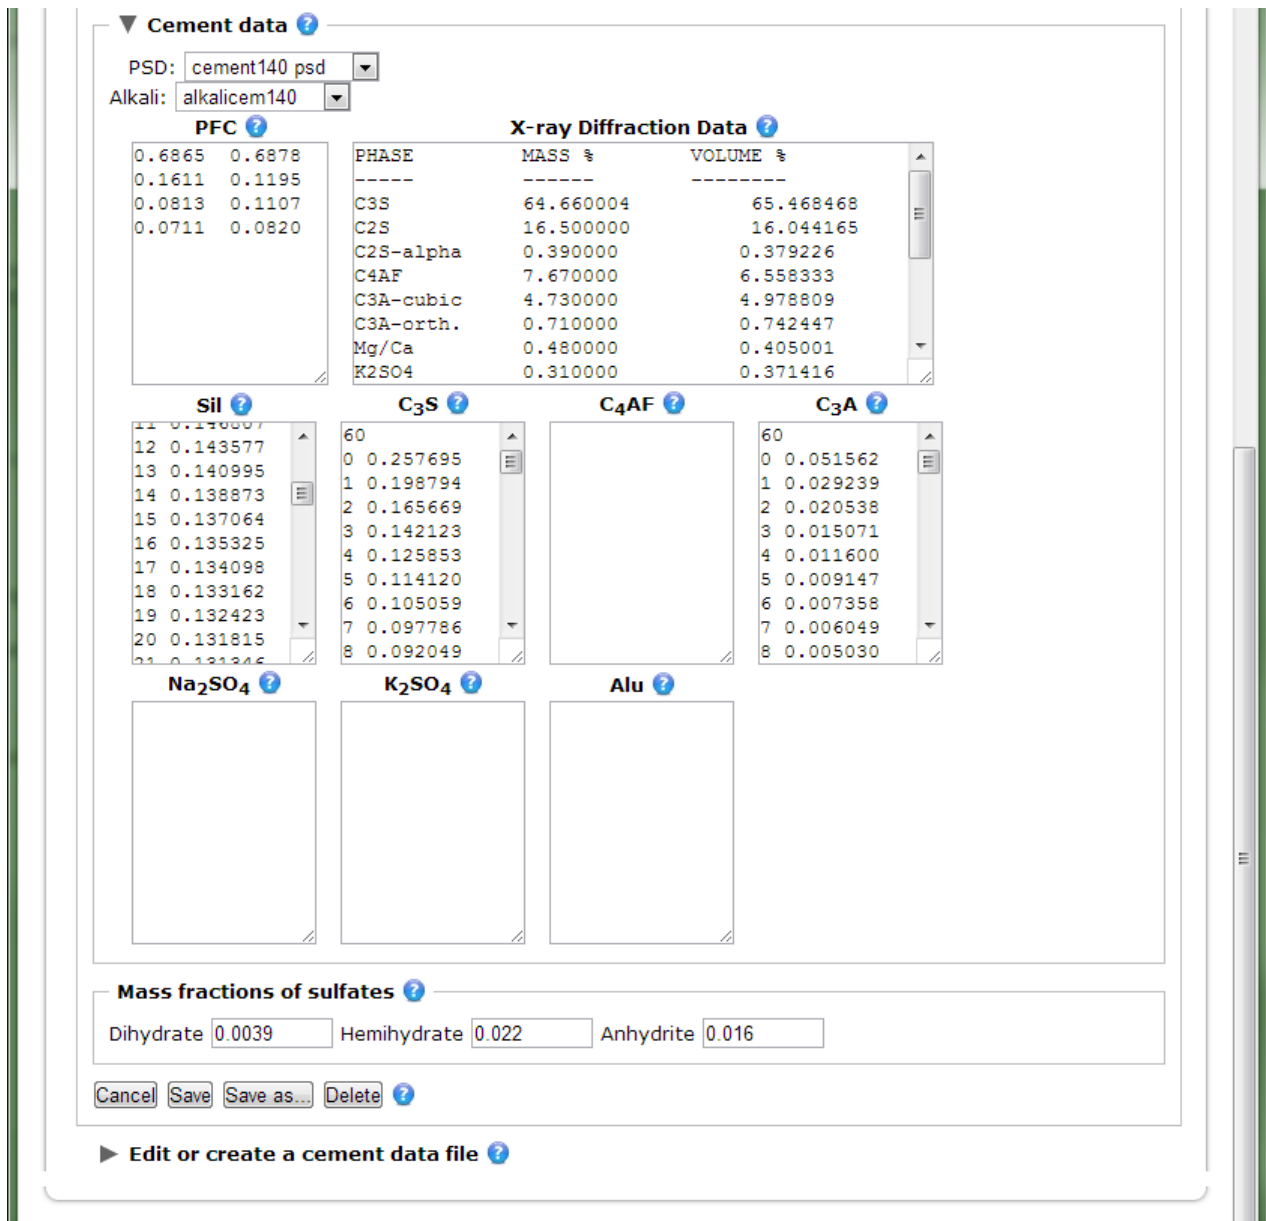 ▼ Cement data ?
PSD: cement140 psd
Alkali: alkalicem140
PFC ? X-ray Diffraction Data ?
0.6865 0.6878
0.1611 0.1195
0.0813 0.1107
0.0711 0.0820
PHASE MASS % VOLUME %
----- ------ --------
C3S 64.660004 65.468468
C2S 16.500000 16.044165
C2S-alpha 0.390000 0.379226
C4AF 7.670000 6.558333
C3A-cubic 4.730000 4.978809
C3A-orth. 0.710000 0.742447
Mg/Ca 0.480000 0.405001
K2SO4 0.310000 0.371416
Sil ? C3S ? C4AF ? C3A ?
11 0.146807
12 0.143577
13 0.140995
14 0.138873
15 0.137064
16 0.135325
17 0.134098
18 0.133162
19 0.132423
20 0.131815
21 0.131346
60
0 0.257695
1 0.198794
2 0.165669
3 0.142123
4 0.125853
5 0.114120
6 0.105059
7 0.097786
8 0.092049
60
0 0.051562
1 0.029239
2 0.020538
3 0.015071
4 0.011600
5 0.009147
6 0.007358
7 0.006049
8 0.005030
Na2SO4 ? K2SO4 ? Alu ?
Mass fractions of sulfates ?
Dihydrate 0.0039 Hemihydrate 0.022 Anhydrite 0.016
Cancel Save Save as... Delete ?
▶ Edit or create a cement data file ?